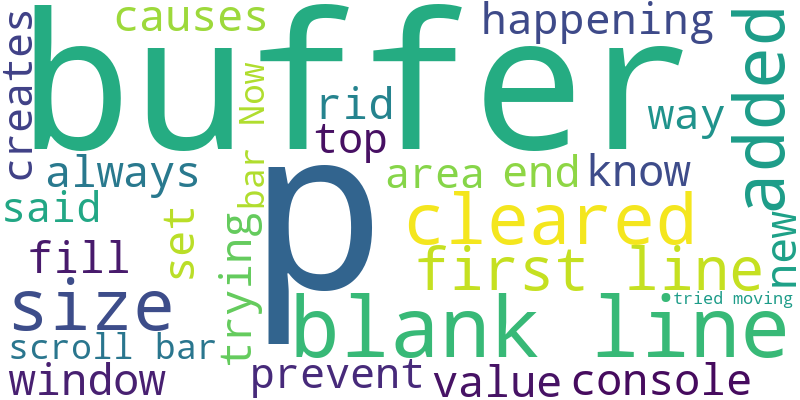 causes
happening
buffer
creates
added
rid
way
top
bar Now
always
area
end
know
said
set
p
cleared
new
trying
fill
first line
size
tried moving
blank line
scroll bar
window
prevent
value
console